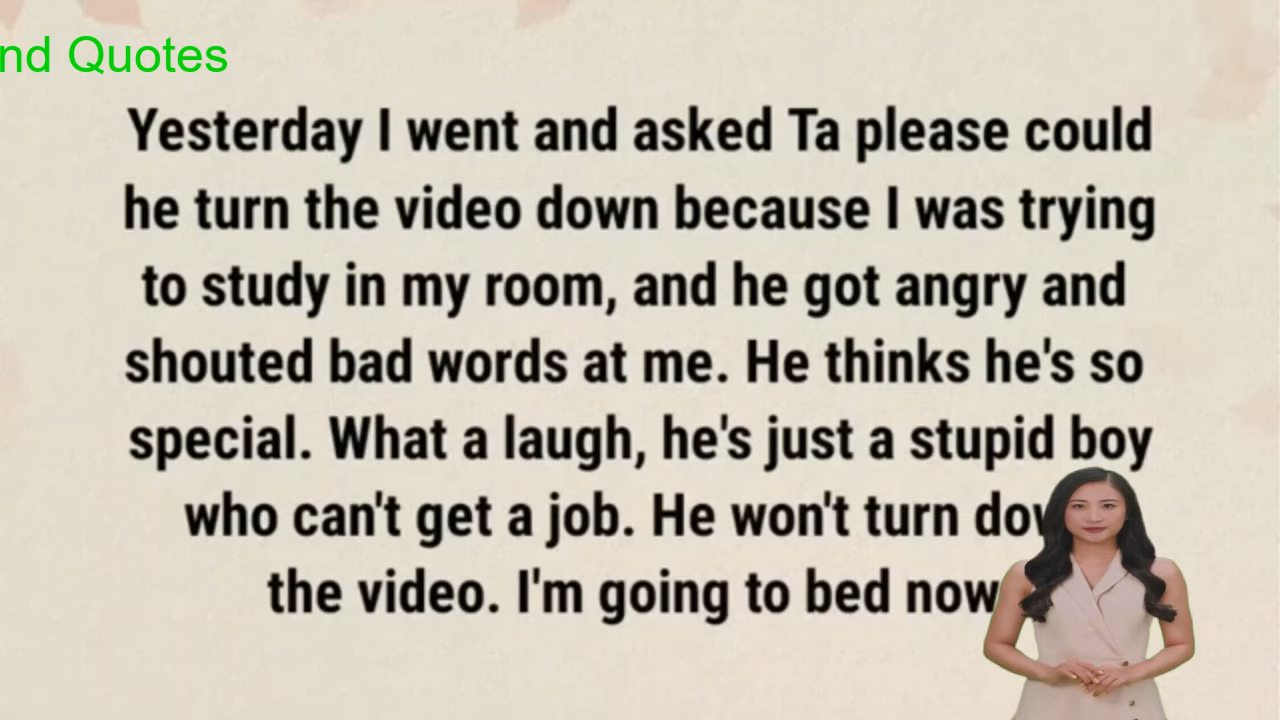 nd Quotes
Yesterday I went and asked Ta please could
he turn the video down because I was trying
to study in my room, and he got angry and
shouted bad words at me. He thinks he's so
special. What a laugh, he's just a stupid boy
who can't get a job. He won't turn
the video. I'm going to bed now